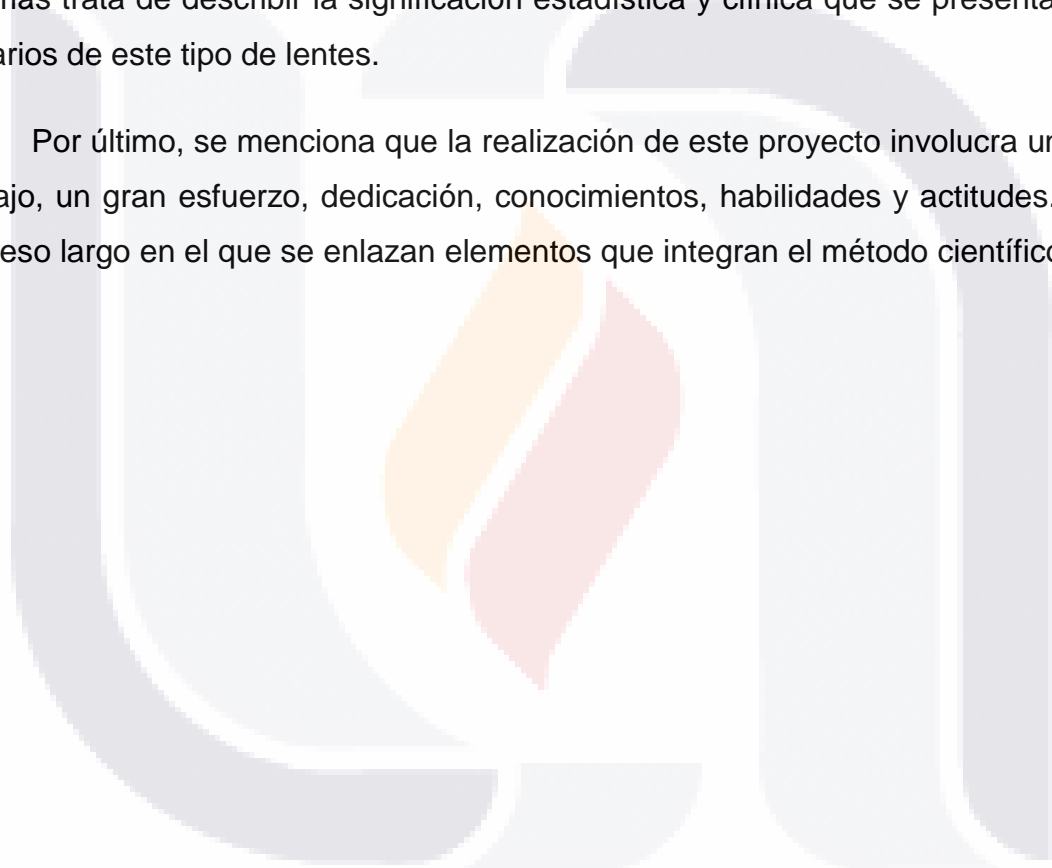 trata de describir la significación estadística y clínica que se presenta
arios de este tipo de lentes.
Por último, se menciona que la realización de este proyecto involucra un
ajo, un gran esfuerzo, dedicación, conocimientos, habilidades y actitudes.
eso largo en el que se enlazan elementos que integran el método científico